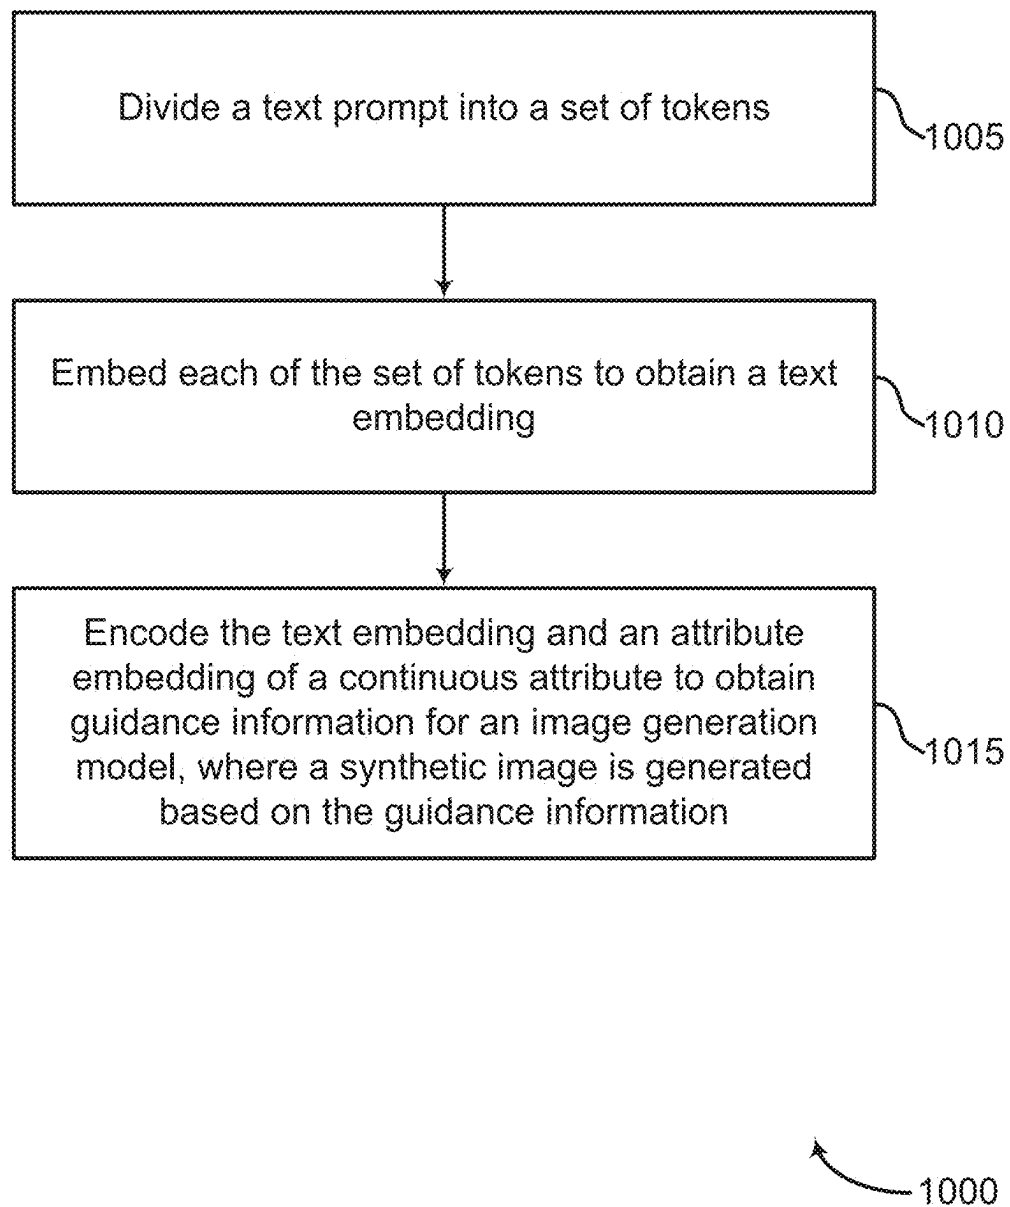 Divide a text prompt into a set of tokens
1005
Embed each of the set of tokens to obtain a text
embedding
1010
Encode the text embedding and an attribute
embedding of a continuous attribute to obtain
guidance information for an image generation
model, where a synthetic image is generated
based on the guidance information
1015
1000